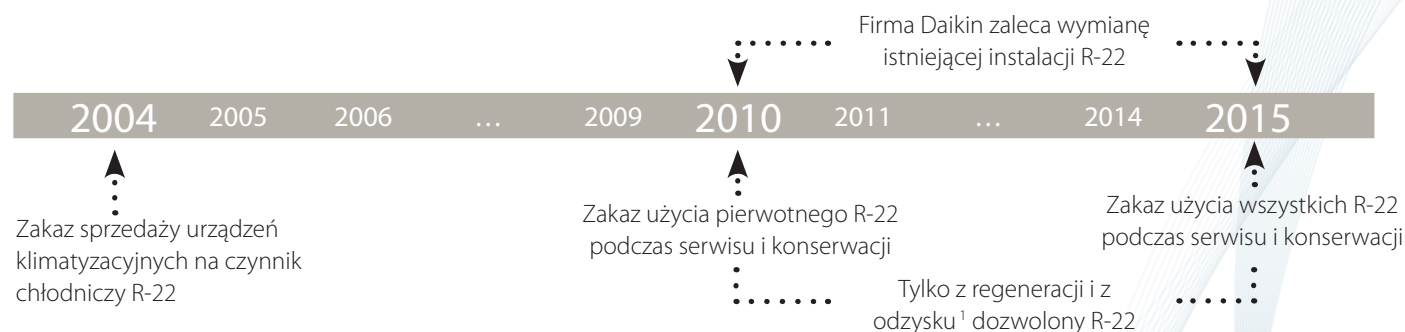 Firma Daikin zaleca wymianę
istniejącej instalacji R-22
2004 2005 2006 … 2009 2010 2011 … 2014 2015
Zakaz sprzedaży urządzeń
klimatyzacyjnych na czynnik
chłodniczy R-22
Zakaz użycia pierwotnego R-22
podczas serwisu i konserwacji
Zakaz użycia wszystkich R-22
podczas serwisu i konserwacji
Tylko z regeneracji i z
odzysku¹ dozwolony R-22